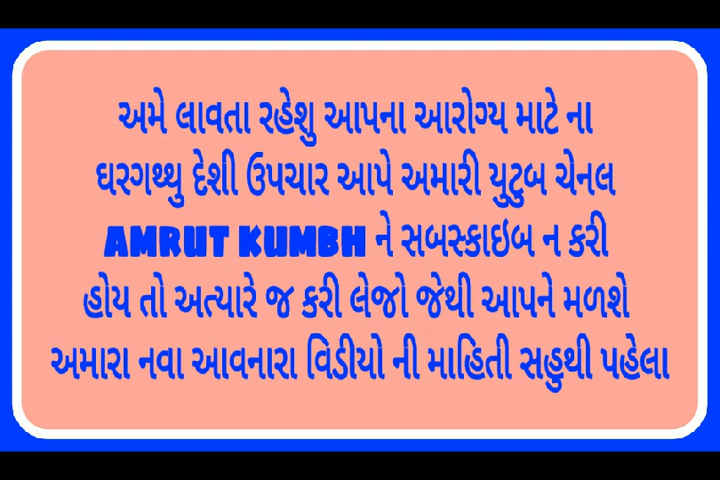 અમે લાવતા રહેશુ આપના આરોગ્ય માટે ના
ઘરગથ્થુ દેશી ઉપચાર આપે અમારી યુટુબ ચેનલ
AMRUT KUMBH ને સબસ્કાઇબ ન કરી
હોય તો અત્યારે જ કરી લેજો જેથી આપને મળશે
અમારા નવા આવનારા વિડીયો ની માહિતી સહુથી પહેલા